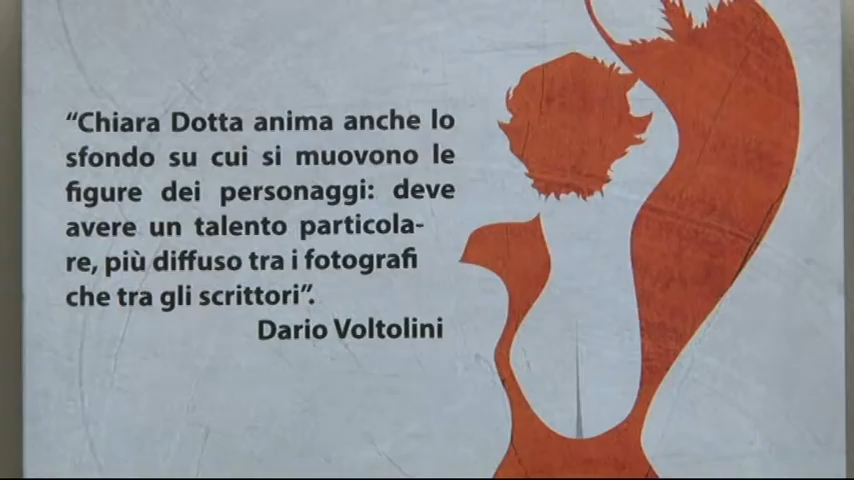 “Chiara Dotta anima anche lo
sfondo su cui si muovono le
figure dei personaggi: deve
avere un talento particola-
re, più diffuso tra i fotografi
che tra gli scrittori”.
Dario Voltolini